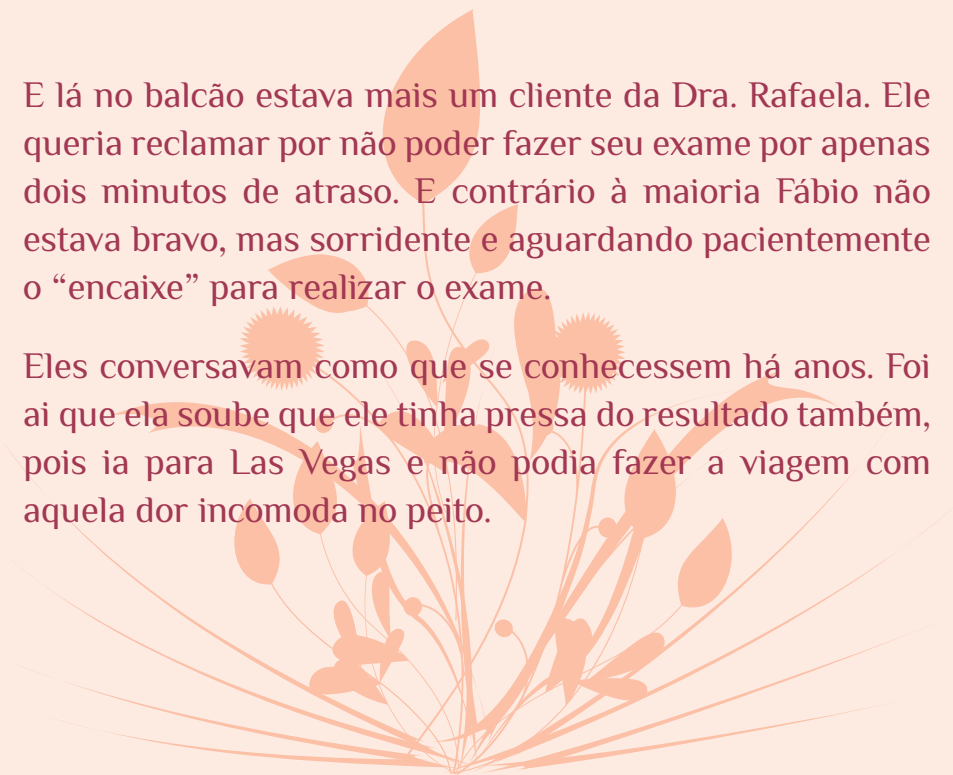 E lá no balcão estava mais um cliente da Dra. Rafaela. Ele
queria reclamar por não poder fazer seu exame por apenas
dois minutos de atraso. E contrário à maioria Fábio não
estava bravo, mas sorridente e aguardando pacientemente
o “encaixe” para realizar o exame.
Eles conversavam como que se conhecessem há anos. Foi
ai que ela soube que ele tinha pressa do resultado também,
pois ia para Las Vegas e não podia fazer a viagem com
aquela dor incomoda no peito.